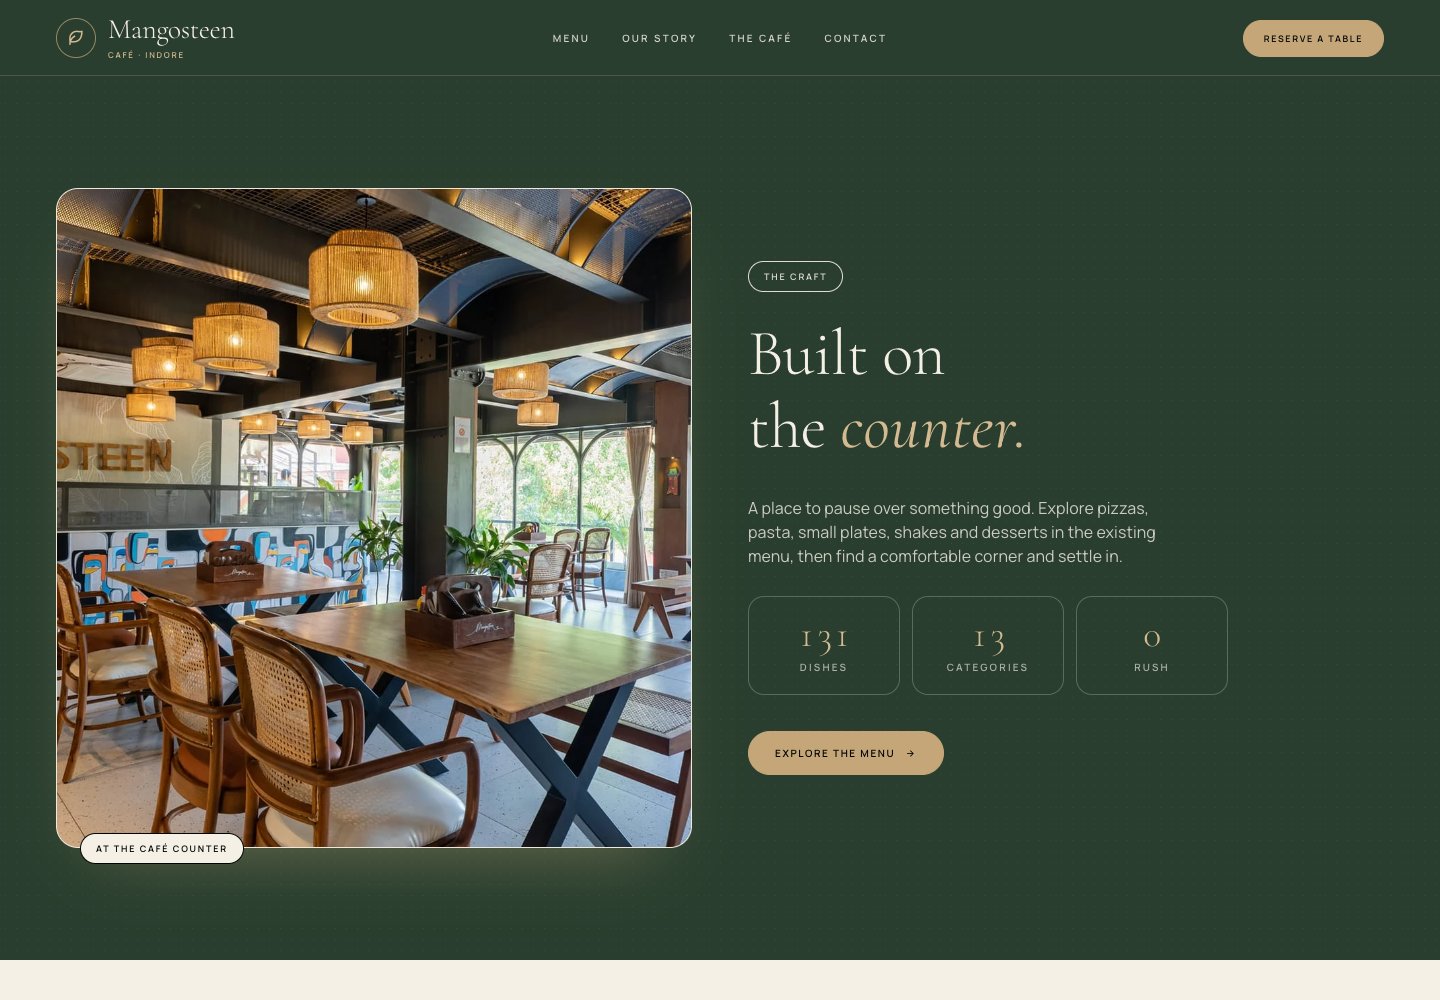 Mangosteen
CAFÉ · INDORE
MENU
OUR STORY
THE CAFÉ
CONTACT
RESERVE A TABLE
STEEN
AT THE CAFÉ COUNTER
THE CRAFT
Built on
the counter.
A place to pause over something good. Explore pizzas,
pasta, small plates, shakes and desserts in the existing
menu, then find a comfortable corner and settle in.
131
DISHES
13
CATEGORIES
0
RUSH
EXPLORE THE MENU →